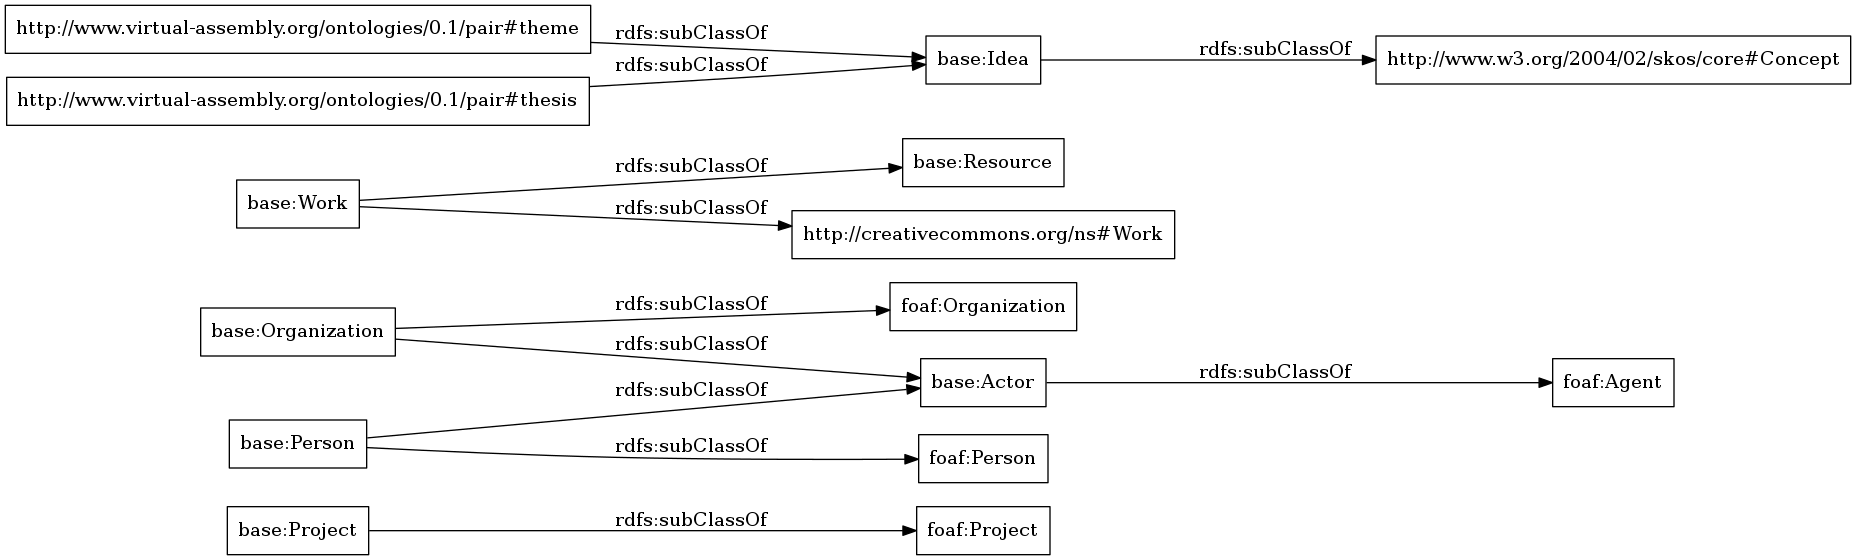 http://www.virtual-assembly.org/ontologies/0.1/pair#theme
rdfs:subClassOf
http://www.virtual-assembly.org/ontologies/0.1/pair#thesis
rdfs:subClassOf
base:Idea
rdfs:subClassOf
http://www.w3.org/2004/02/skos/core#Concept
base:Work
rdfs:subClassOf
base:Resource
rdfs:subClassOf
http://creativecommons.org/ns#Work
base:Organization
rdfs:subClassOf
foaf:Organization
rdfs:subClassOf
base:Actor
rdfs:subClassOf
foaf:Agent
base:Person
rdfs:subClassOf
rdfs:subClassOf
foaf:Person
base:Project
rdfs:subClassOf
foaf:Project